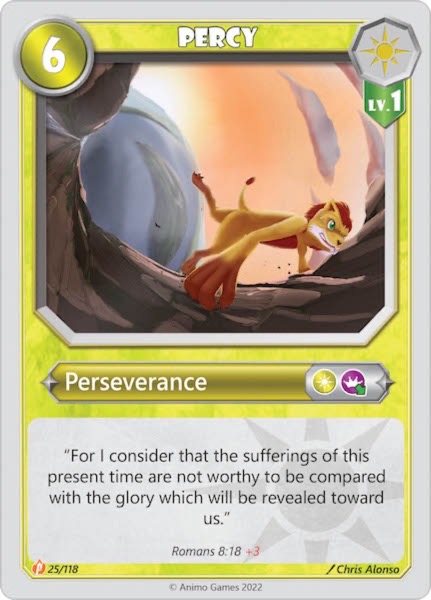 6
PERCY
LV.1
Perseverance
“For I consider that the sufferings of this
present time are not worthy to be compared
with the glory which will be revealed toward
us.”
Romans 8:18 +3
25/118
Chris Alonso
© Animo Games 2022